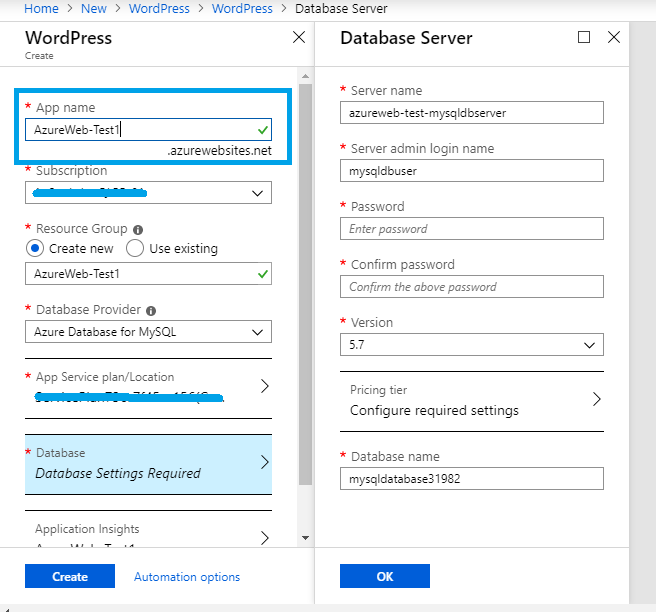 Home > New > WordPress > WordPress > Database Server
WordPress
Create
* App name
AzureWeb-Test1
.azurewebsites.net
* Subscription
* Resource Group
Create new
Use existing
AzureWeb-Test1
* Database Provider
Azure Database for MySQL
* App Service plan/Location
* Database
Database Settings Required
Application Insights
AzureWeb-Test1
Create
Automation options
Database Server
* Server name
azureweb-test-mysqldbserver
* Server admin login name
mysqldbuser
* Password
Enter password
* Confirm password
Confirm the above password
* Version
5.7
Pricing tier
Configure required settings
* Database name
mysqldatabase31982
OK